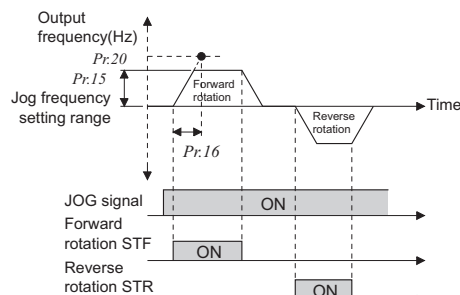 Output
frequency(Hz)
Pr.20
Pr.15
Jog frequency
setting range
Forward
rotation
Reverse
rotation
Time
Pr.16
JOG signal
ON
Forward
rotation STF
ON
Reverse
rotation STR
ON